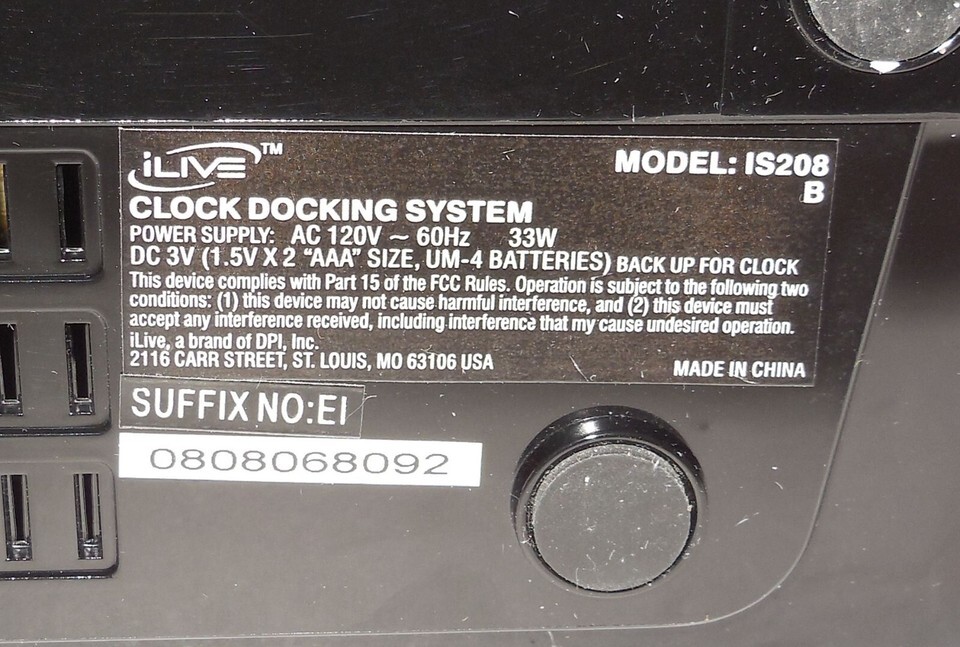 iLIVE™
MODEL: IS208
B
CLOCK DOCKING SYSTEM
POWER SUPPLY: AC 120V ~ 60Hz 33W
DC 3V (1.5V X 2 "AAA" SIZE, UM-4 BATTERIES) BACK UP FOR CLOCK
This device complies with Part 15 of the FCC Rules. Operation is subject to the following two
conditions: (1) this device may not cause harmful interference, and (2) this device must
accept any interference received, including interference that my cause undesired operation.
iLive, a brand of DPI, Inc.
2116 CARR STREET, ST. LOUIS, MO 63106 USA
MADE IN CHINA
SUFFIX NO:EI
0808068092